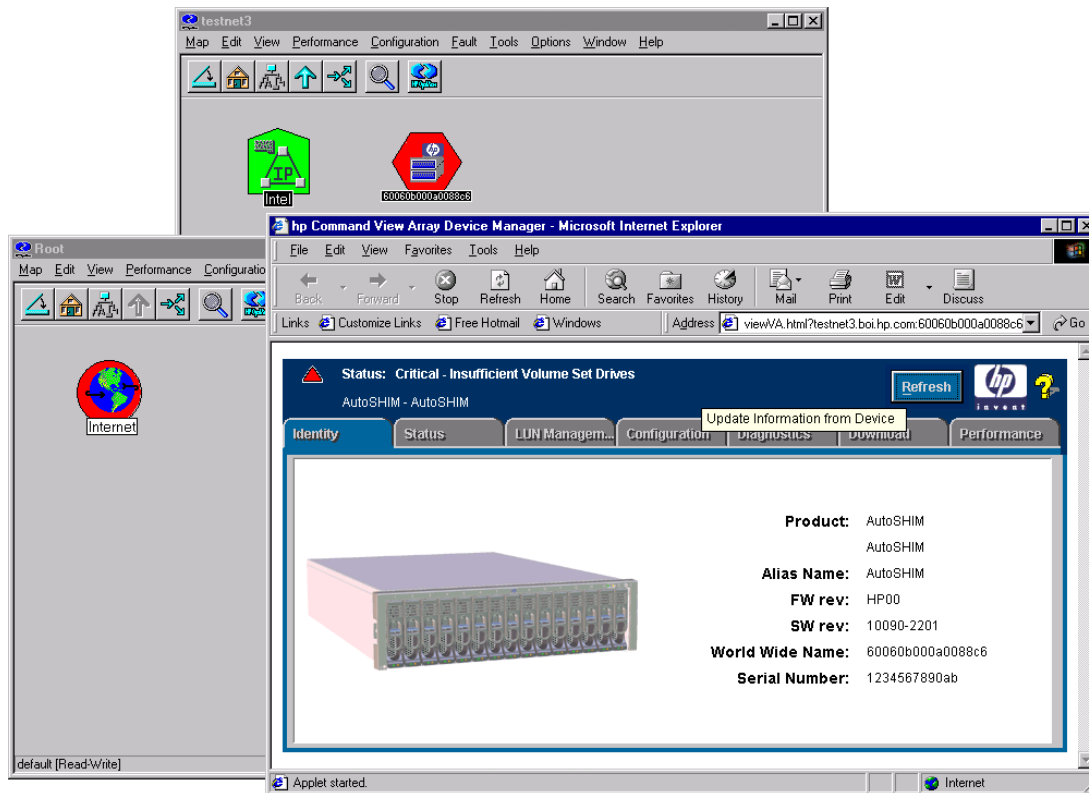 testnet3
Map Edit View Performance Configuration Fault Tools Options Window Help
IP
hp
Intel
60060b000a0088c6
Root
Map Edit View Performance Configuratio
Internet
default [Read-Write]
hp Command View Array Device Manager - Microsoft Internet Explorer
File Edit View Favorites Tools Help
Back Forward Stop Refresh Home Search Favorites History Mail Print Edit Discuss
Links Customize Links Free Hotmail Windows Address viewVA.html?testnet3.boi.hp.com:60060b000a0088c6 Go
Status: Critical - Insufficient Volume Set Drives
AutoSHIM - AutoSHIM
Refresh
hp
invent
?
Update Information from Device
Identity Status LUN Managem... Configuration Diagnostics Download Performance
Product: AutoSHIM
AutoSHIM
Alias Name: AutoSHIM
FW rev: HP00
SW rev: 10090-2201
World Wide Name: 60060b000a0088c6
Serial Number: 1234567890ab
Applet started.
Internet